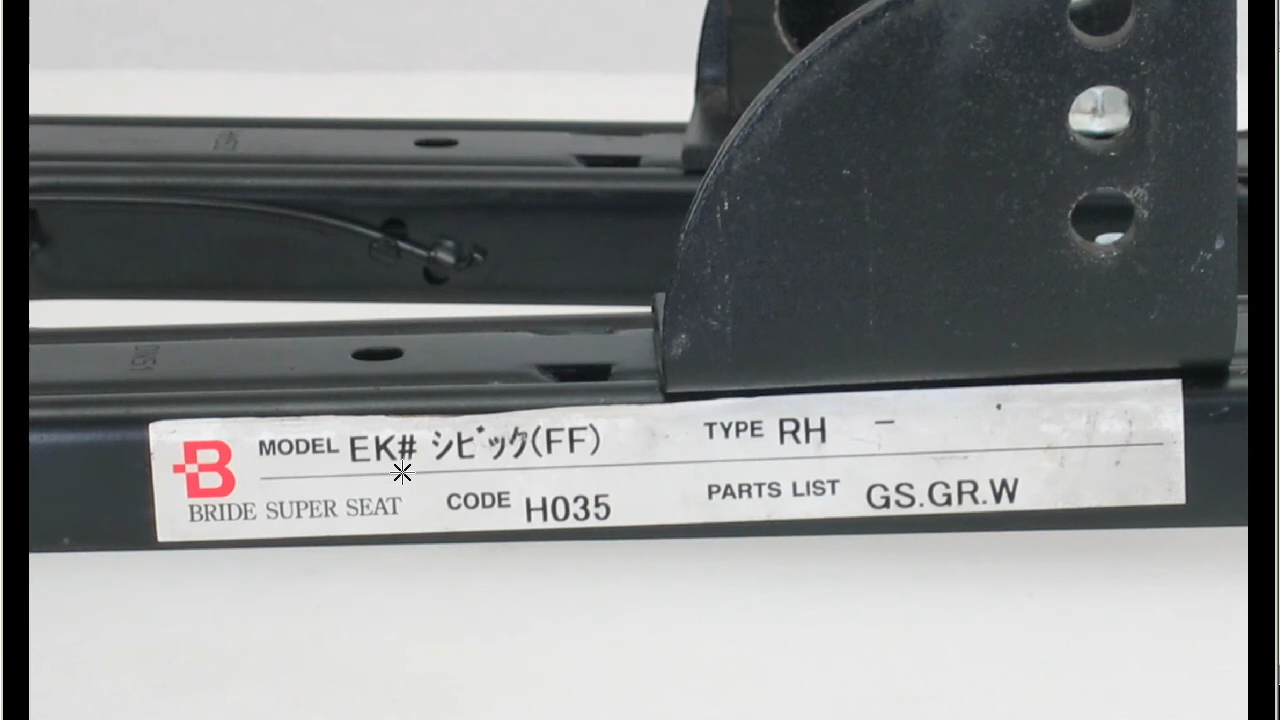 MODEL EK# シビック(FF) TYPE RH –
B
BRIDE SUPER SEAT CODE H035 PARTS LIST GS.GR.W